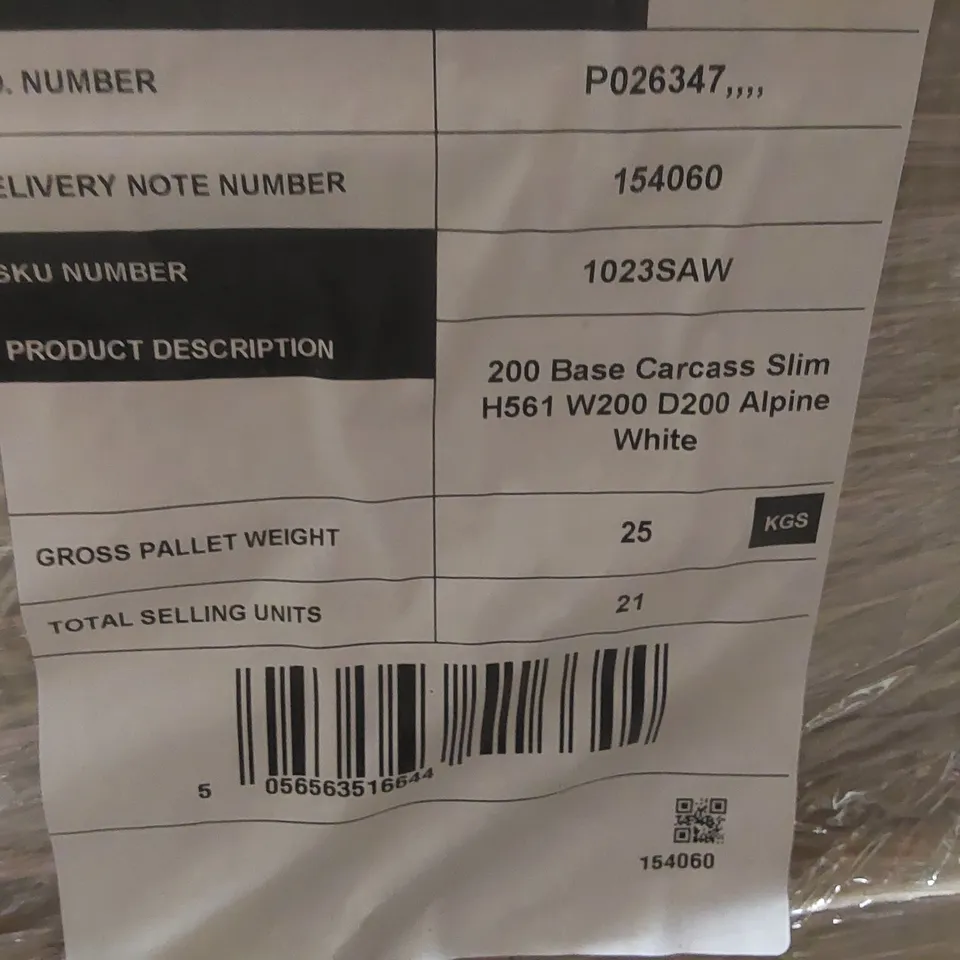 . NUMBER P026347,,,,
ELIVERY NOTE NUMBER 154060
SKU NUMBER 1023SAW
PRODUCT DESCRIPTION
200 Base Carcass Slim
H561 W200 D200 Alpine
White
GROSS PALLET WEIGHT 25 KGS
TOTAL SELLING UNITS 21
5 056563516644
154060